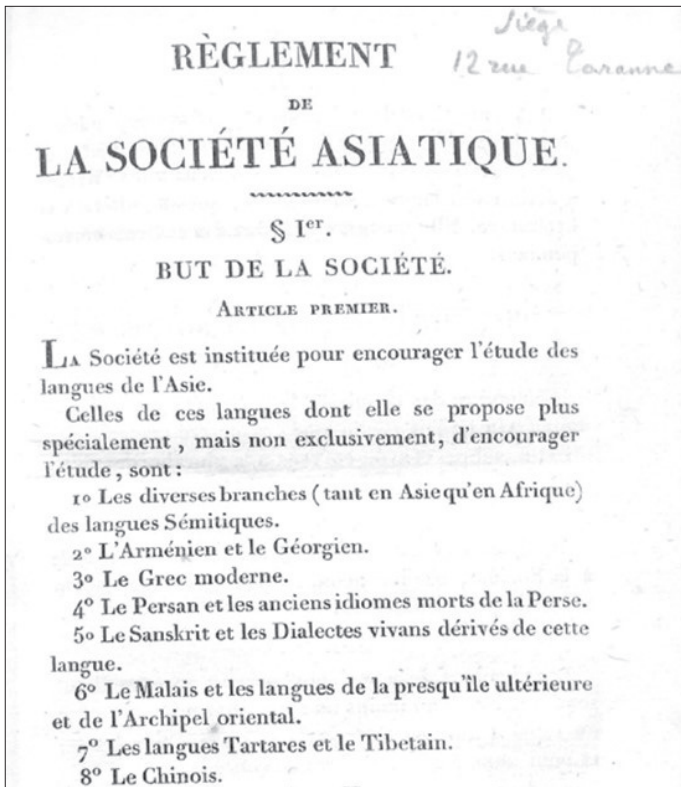 Siège
12 rue Taranne
RÈGLEMENT
DE
LA SOCIÉTÉ ASIATIQUE.
§ Ier.
BUT DE LA SOCIÉTÉ.
ARTICLE PREMIER.
LA Société est instituée pour encourager l'étude des
langues de l'Asie.
Celles de ces langues dont elle se propose plus
spécialement, mais non exclusivement, d'encourager
l'étude, sont :
1o Les diverses branches (tant en Asie qu'en Afrique)
des langues Sémitiques.
2o L'Arménien et le Géorgien.
3o Le Grec moderne.
4o Le Persan et les anciens idiomes morts de la Perse.
5o Le Sanskrit et les Dialectes vivans dérivés de cette
langue.
6o Le Malais et les langues de la presqu'île ultérieure
et de l'Archipel oriental.
7o Les langues Tartares et le Tibetain.
8o Le Chinois.